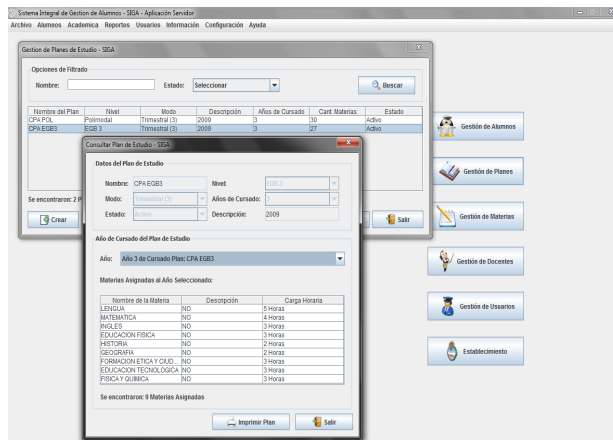 Sistema Integral de Gestion de Alumnos - SIGA - Aplicación Servidor
Archivo Alumnos Academica Reportes Usuarios Información Configuración Ayuda
Gestion de Planes de Estudio - SIGA
Opciones de Filtrado
Nombre: Estado: Seleccionar Buscar
Nombre del Plan Nivel Modo Descripción Años de Cursado Cant. Materias Estado
CPA POL Polimodal Trimestral (3) 2009 3 30 Activo
CPA EGB3 EGB 3 Trimestral (3) 2009 3 27 Activo
Se encontraron: 2 P
Crear Salir
Consultar Plan de Estudio - SIGA
Datos del Plan de Estudio
Nombre: CPA EGB3 Nivel: EGB 3
Modo: Trimestral (3) Años de Cursado: 3
Estado: Activo Descripción: 2009
Año de Cursado del Plan de Estudio
Año: Año 3 de Cursado Plan: CPA EGB3
Materias Asignadas al Año Seleccionado:
Nombre de la Materia Descripción Carga Horaria
LENGUA NO 5 Horas
MATEMATICA NO 4 Horas
INGLES NO 3 Horas
EDUCACION FISICA NO 3 Horas
HISTORIA NO 2 Horas
GEOGRAFIA NO 2 Horas
FORMACION ETICA Y CIUD... NO 3 Horas
EDUCACION TECNOLOGICA NO 3 Horas
FISICA Y QUIMICA NO 3 Horas
Se encontraron: 9 Materias Asignadas
Imprimir Plan Salir
Gestión de Alumnos
Gestión de Planes
Gestión de Materias
Gestión de Docentes
Gestión de Usuarios
Establecimiento